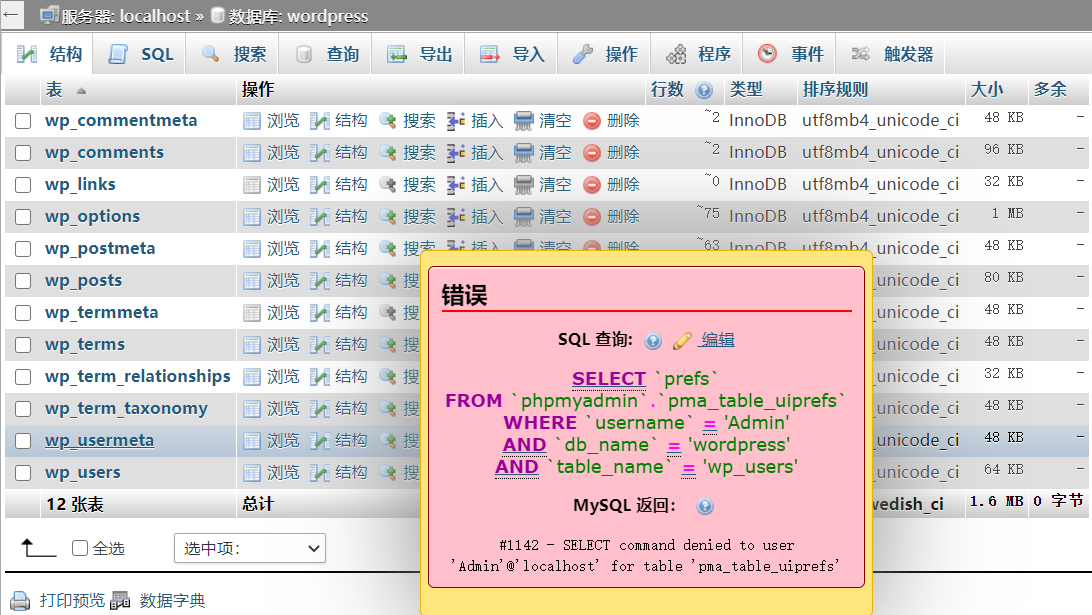 ← 服务器: localhost » 数据库: wordpress
结构 SQL 搜索 查询 导出 导入 操作 程序 事件 触发器
表 操作 行数 类型 排序规则 大小 多余
wp_commentmeta 浏览 结构 搜索 插入 清空 删除 ~2 InnoDB utf8mb4_unicode_ci 48 KB -
wp_comments 浏览 结构 搜索 插入 清空 删除 ~2 InnoDB utf8mb4_unicode_ci 96 KB -
wp_links 浏览 结构 搜索 插入 清空 删除 ~0 InnoDB utf8mb4_unicode_ci 32 KB -
wp_options 浏览 结构 搜索 插入 清空 删除 ~75 InnoDB utf8mb4_unicode_ci 1 MB -
wp_postmeta 浏览 结构 搜索 插入 清空 删除 ~63 InnoDB utf8mb4_unicode_ci 48 KB -
wp_posts 浏览 结构 搜 unicode_ci 80 KB -
wp_termmeta 浏览 结构 搜 unicode_ci 48 KB -
wp_terms 浏览 结构 搜 unicode_ci 48 KB -
wp_term_relationships 浏览 结构 搜 unicode_ci 32 KB -
wp_term_taxonomy 浏览 结构 搜 unicode_ci 48 KB -
wp_usermeta 浏览 结构 搜 unicode_ci 48 KB -
wp_users 浏览 结构 搜 unicode_ci 64 KB -
12 张表 总计 wedish_ci 1.6 MB 0 字节
全选 选中项:
打印预览 数据字典
错误
SQL 查询: 编辑
SELECT `prefs`
FROM `phpmyadmin`.`pma_table_uiprefs`
WHERE `username` = 'Admin'
AND `db_name` = 'wordpress'
AND `table_name` = 'wp_users'
MySQL 返回:
#1142 - SELECT command denied to user
'Admin'@'localhost' for table 'pma_table_uiprefs'